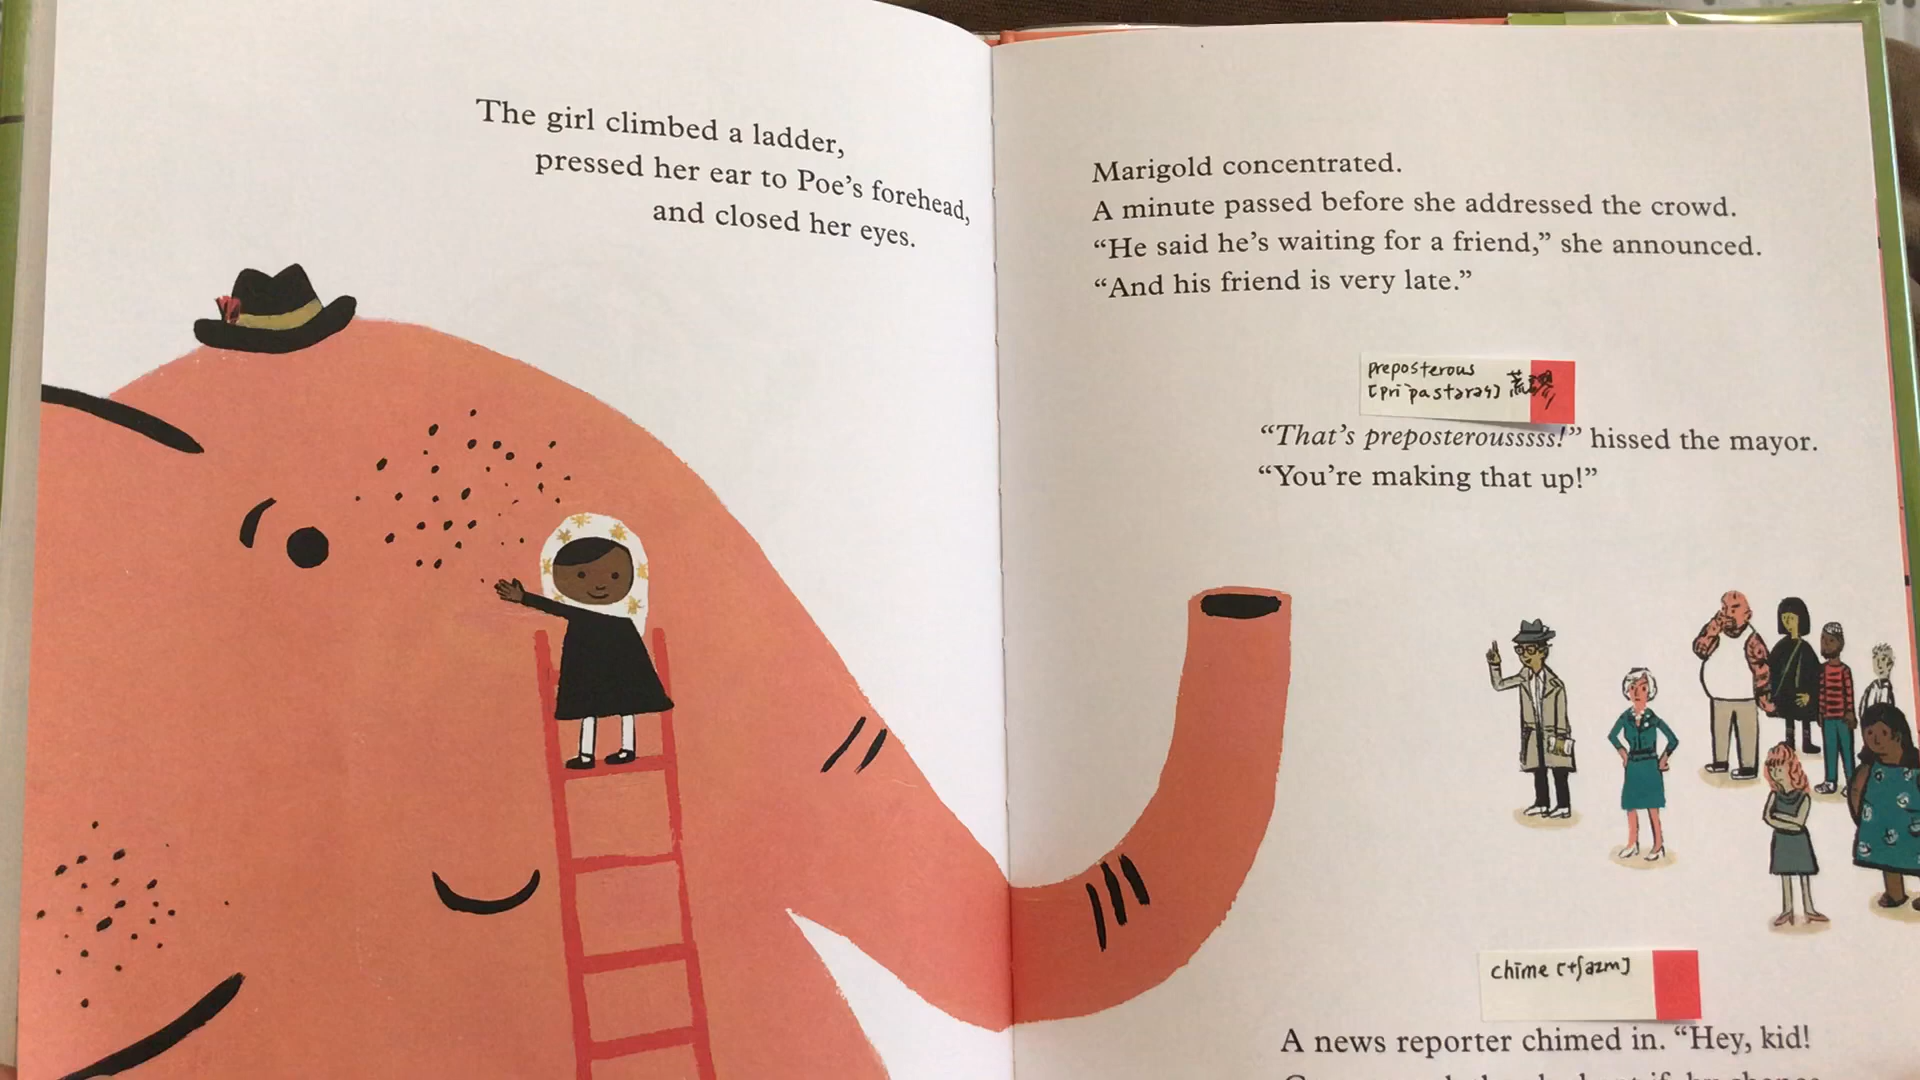 The girl climbed a ladder,
pressed her ear to Poe's forehead,
and closed her eyes.
Marigold concentrated.
A minute passed before she addressed the crowd.
“He said he's waiting for a friend,” she announced.
“And his friend is very late.”
preposterous
“That's preposterousssss!” hissed the mayor.
“You're making that up!”
chime [tʃaɪm]
A news reporter chimed in. “Hey, kid!